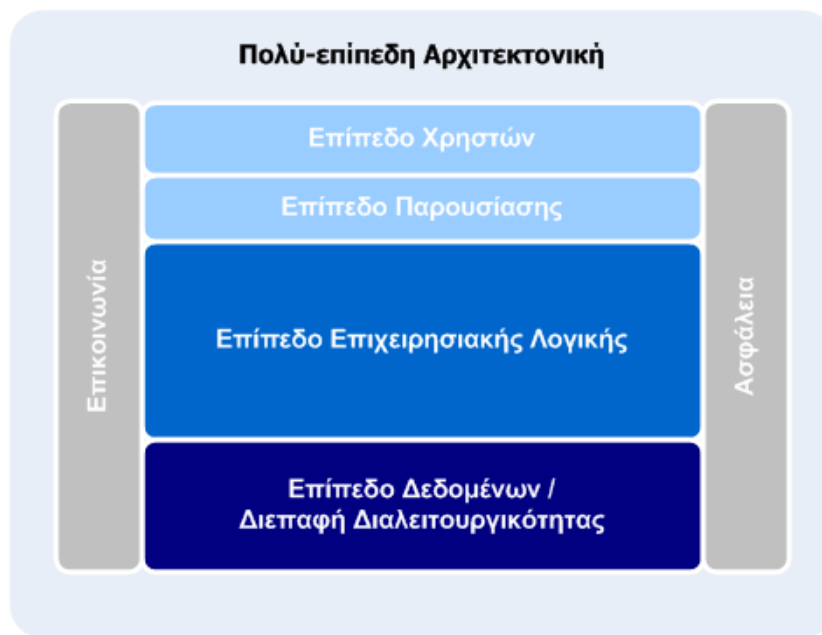 Πολύ-επίπεδη Αρχιτεκτονική
Επίπεδο Χρηστών
Επίπεδο Παρουσίασης
Επικοινωνία
Επίπεδο Επιχειρησιακής Λογικής
Ασφάλεια
Επίπεδο Δεδομένων /
Διεπαφή Διαλειτουργικότητας